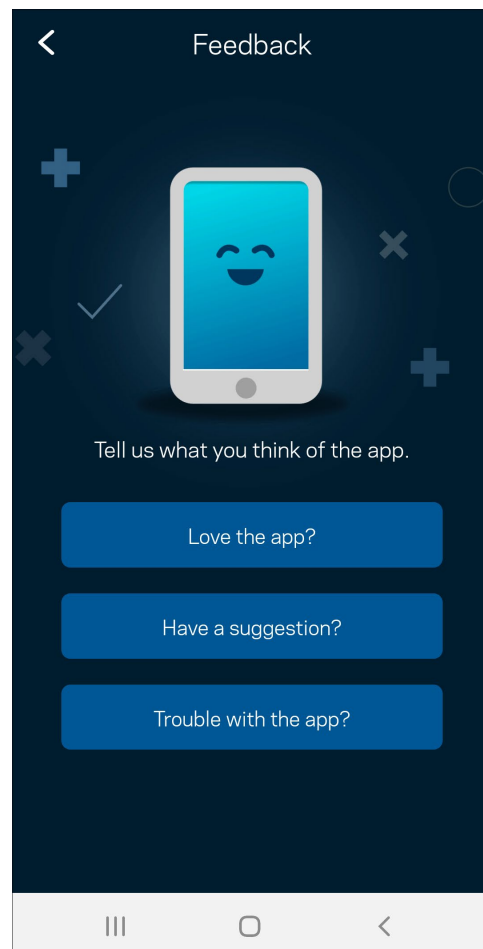 Feedback
Tell us what you think of the app.
Love the app?
Have a suggestion?
Trouble with the app?